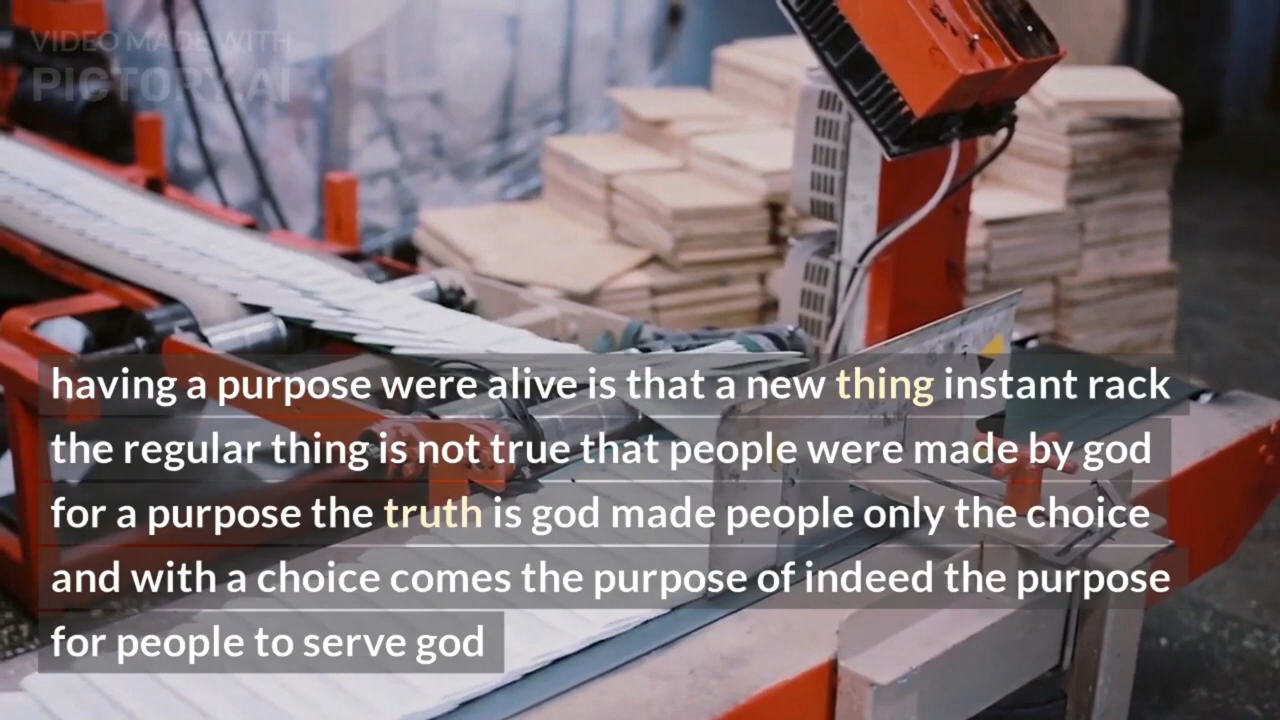 VIDEO MADE WITH
PICTORY.AI
having a purpose were alive is that a new thing instant rack
the regular thing is not true that people were made by god
for a purpose the truth is god made people only the choice
and with a choice comes the purpose of indeed the purpose
for people to serve god